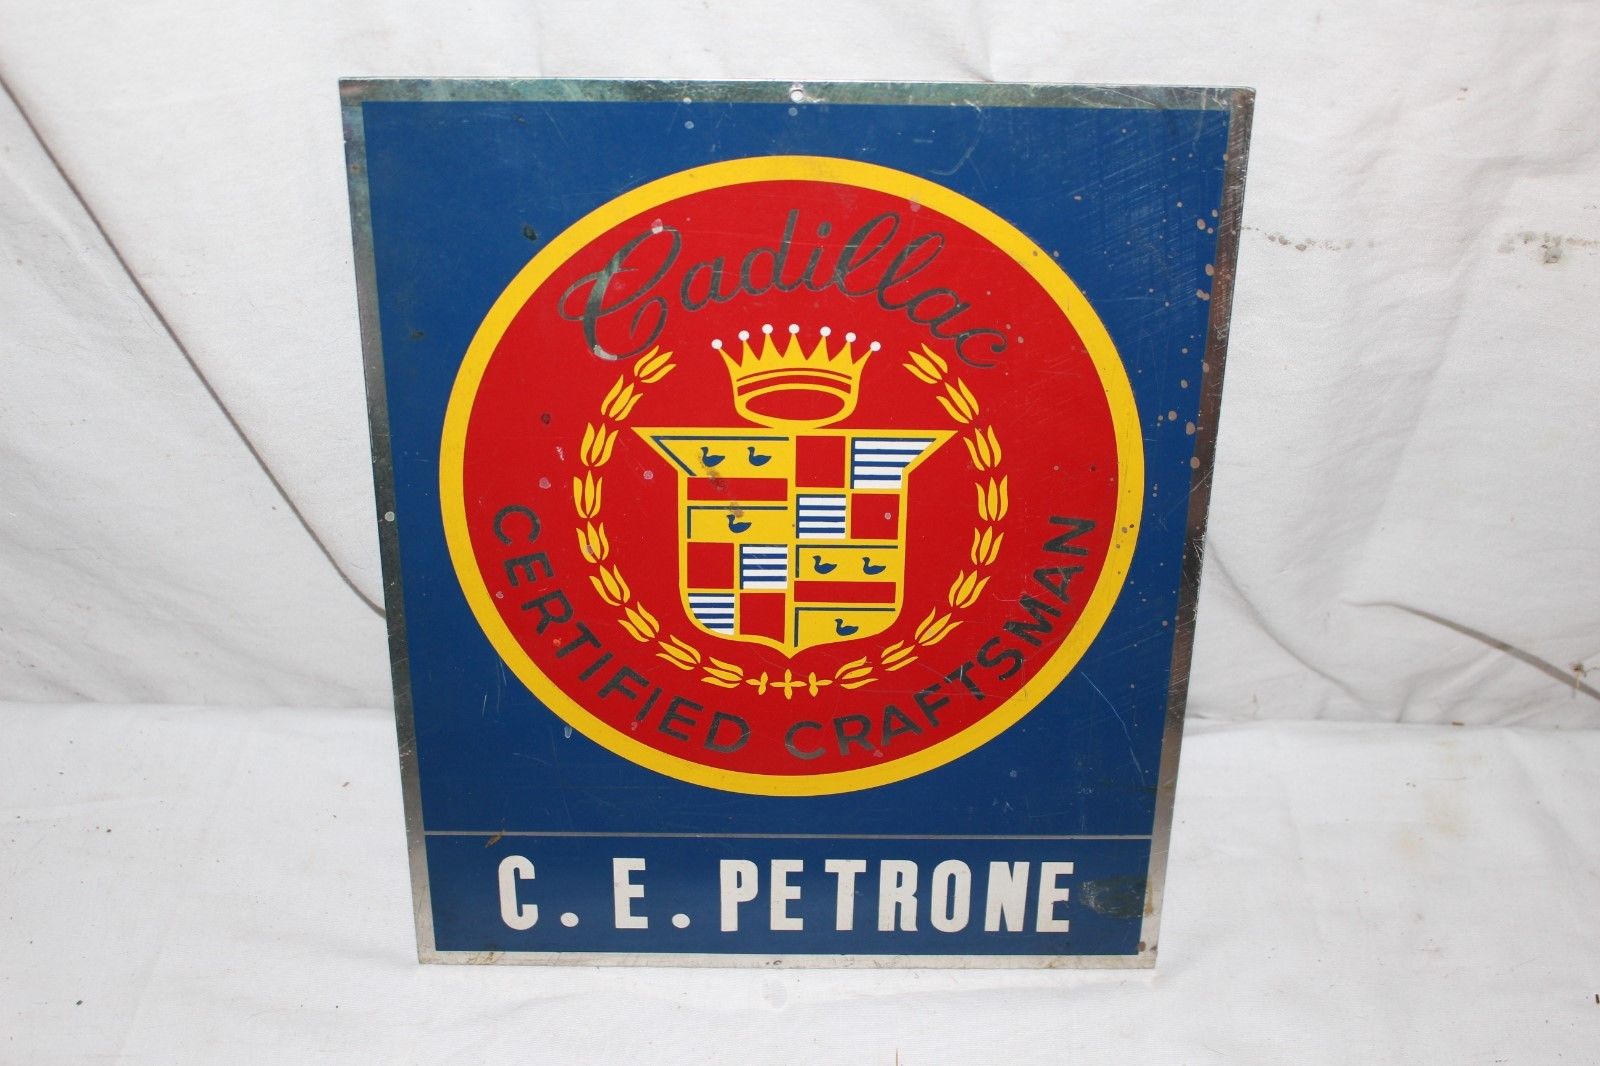 Cadillac
CERTIFIED CRAFTSMAN
C. E. PETRONE